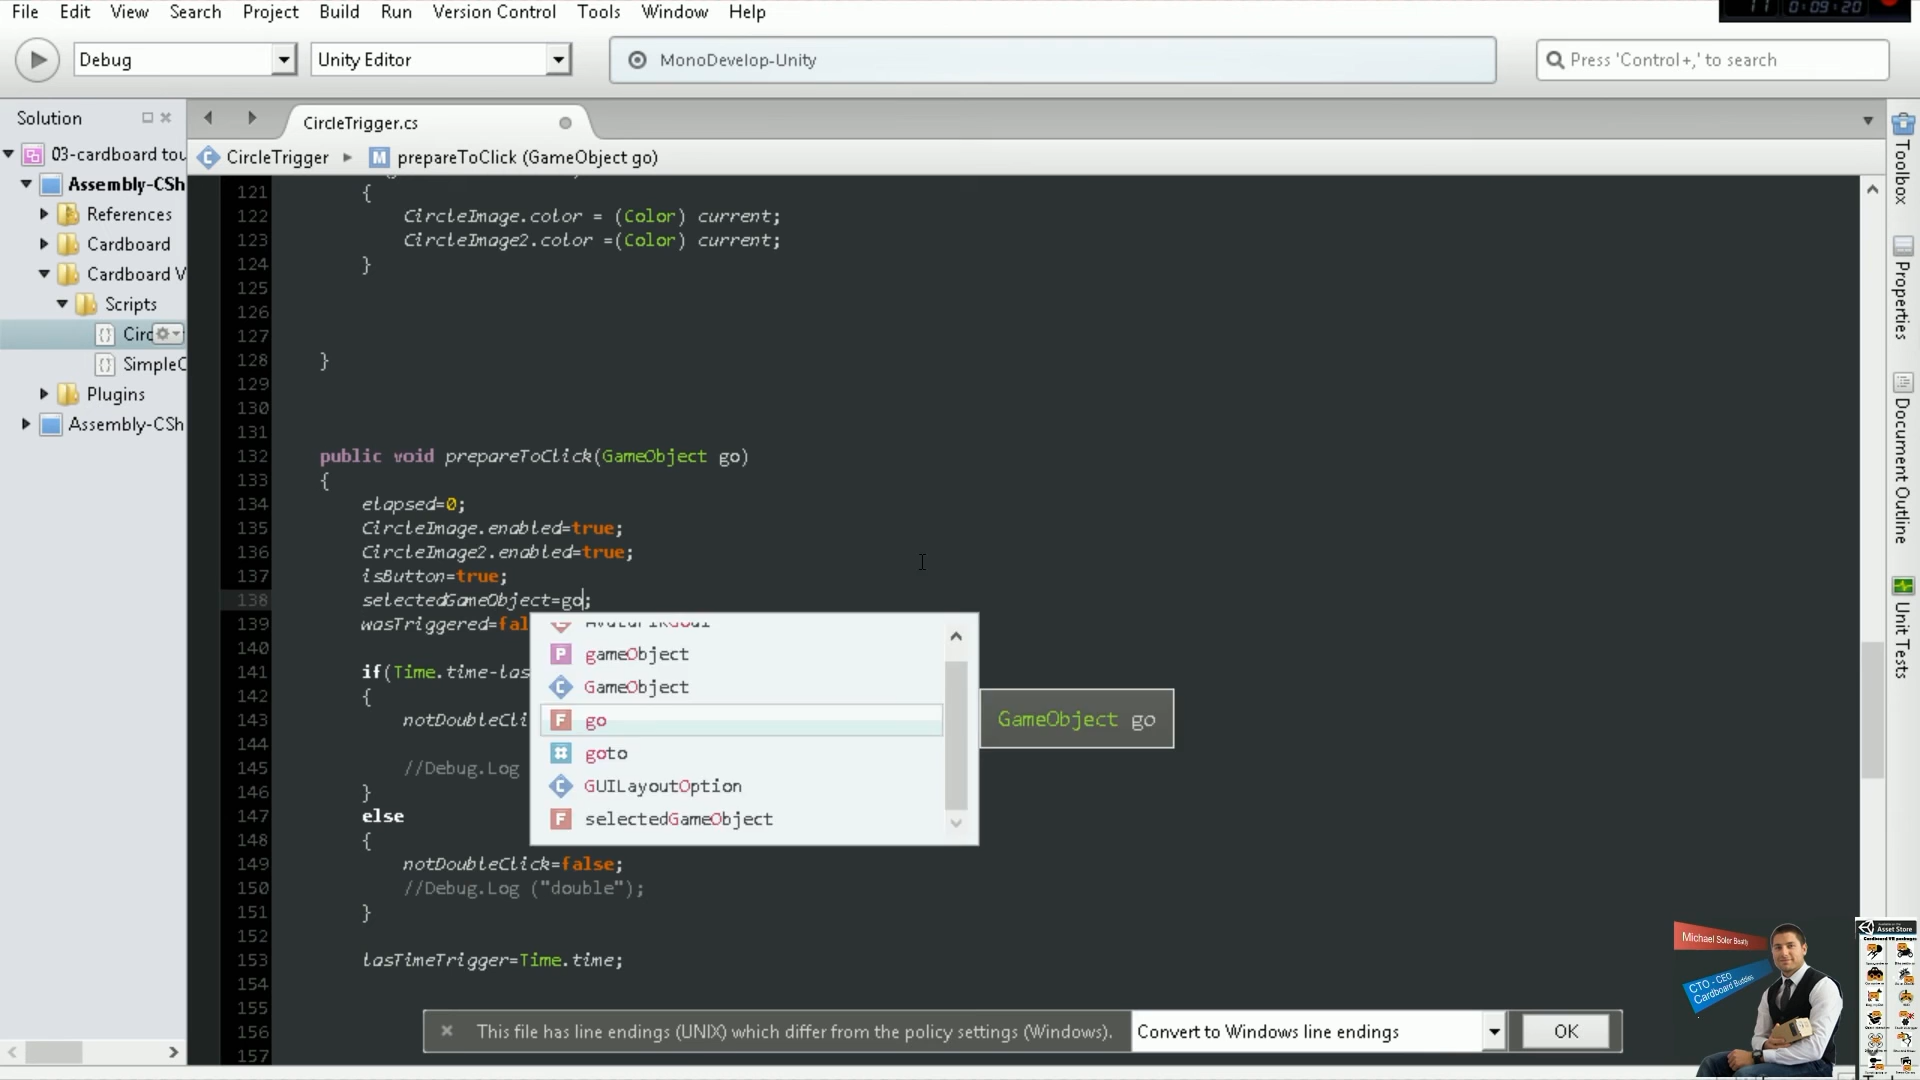 File Edit View Search Project Build Run Version Control Tools Window Help
0:09:20
Debug Unity Editor MonoDevelop-Unity Press 'Control+,' to search
Solution
CircleTrigger.cs
CircleTrigger prepareToClick (GameObject go)
03-cardboard tou
Assembly-CSh
References
Cardboard
Cardboard V
Scripts
Circ
SimpleC
Plugins
Assembly-CSh
121 {
122 CircleImage.color = (Color) current;
123 CircleImage2.color =(Color) current;
124 }
125
126
127
128 }
129
130
131
132 public void prepareToClick(GameObject go)
133 {
134 elapsed=0;
135 CircleImage.enabled=true;
136 CircleImage2.enabled=true;
137 isButton=true;
138 selectedGameObject=go;
139 wasTriggered=fal
140
141 if(Time.time-las
142 {
143 notDoubleCli
144
145 //Debug.Log
146 }
147 else
148 {
149 notDoubleClick=false;
150 //Debug.Log ("double");
151 }
152
153 lasTimeTrigger=Time.time;
154
155
156
157
gameObject
GameObject
go
goto
GUILayoutOption
selectedGameObject
GameObject go
This file has line endings (UNIX) which differ from the policy settings (Windows). Convert to Windows line endings OK
Toolbox
Properties
Document Outline
Unit Tests
Michael Soler Beatty
CTO - CEO
Cardboard Buddies
Asset Store
Cardboard VR packages